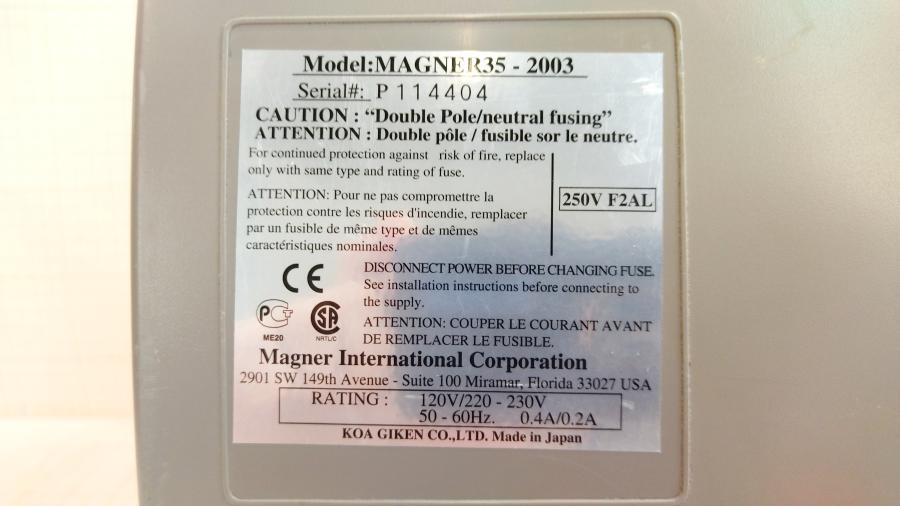 Model:MAGNER35 - 2003
Serial#: P 114404
CAUTION : “Double Pole/neutral fusing”
ATTENTION : Double pôle / fusible sor le neutre.
For continued protection against risk of fire, replace
only with same type and rating of fuse.
ATTENTION: Pour ne pas compromettre la
protection contre les risques d'incendie, remplacer
par un fusible de même type et de mêmes
caractéristiques nominales.
250V F2AL
CE
DISCONNECT POWER BEFORE CHANGING FUSE.
See installation instructions before connecting to
the supply.
ATTENTION: COUPER LE COURANT AVANT
DE REMPLACER LE FUSIBLE.
PCT
ME20
SA
NRTL/C
Magner International Corporation
2901 SW 149th Avenue - Suite 100 Miramar, Florida 33027 USA
RATING : 120V/220 - 230V
50 - 60Hz. 0.4A/0.2A
KOA GIKEN CO.,LTD. Made in Japan